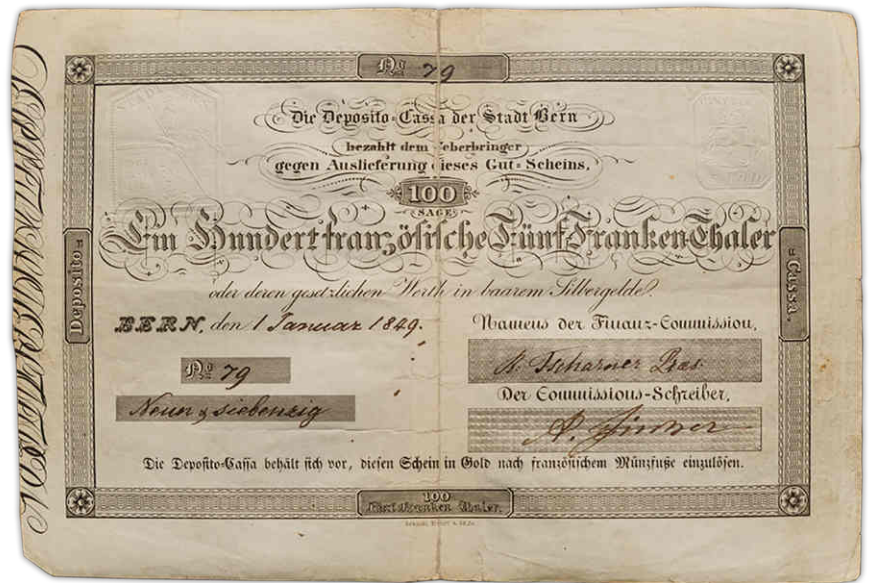 No 79
Die Deposito-Cassa der Stadt Bern
bezahlt dem Ueberbringer
gegen Auslieferung dieses Gut-Scheins,
100
(SAGE)
Ein Hundert französische Fünf Franken Thaler
oder deren gesetzlichen Werth in baarem Silbergelde.
BERN, den 1 Januar 1849.
Namens der Finanz-Commission,
No 79
Neun & siebenzig
Tscharner
Der Commissions-Schreiber,
Die Deposito-Cassa behält sich vor, diesen Schein in Gold nach französischem Münzfuße einzulösen.
Deposito-
Cassa.
100
Fünf Franken Thaler.